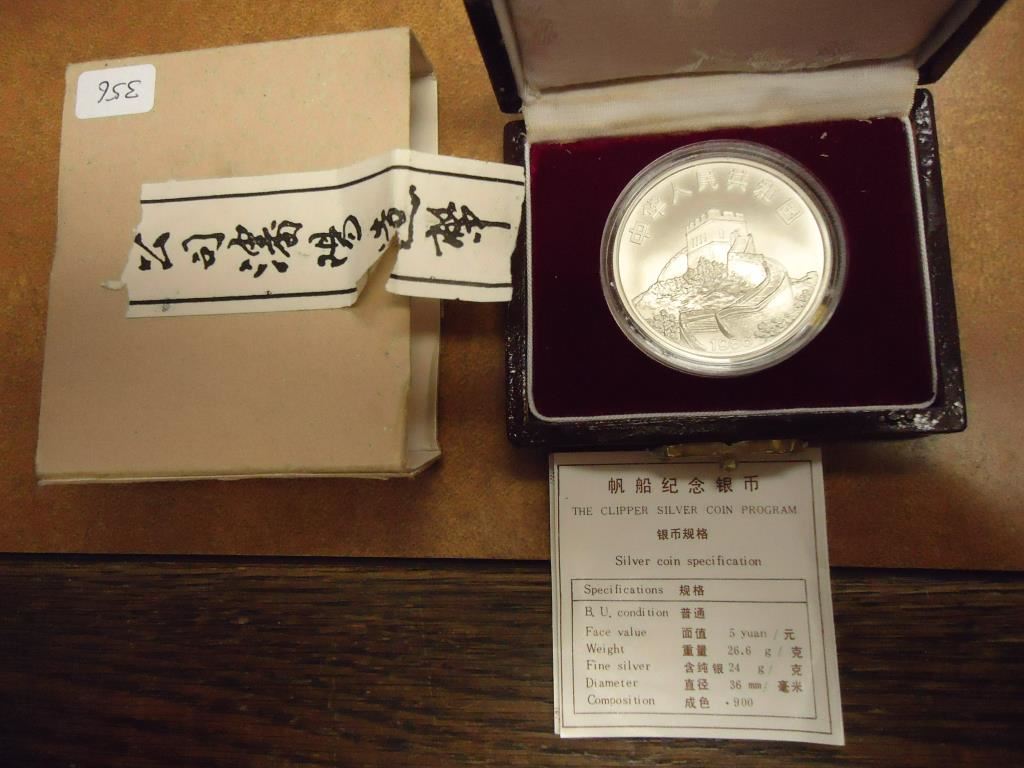 356
中华人民共和国
帆船纪念银币
THE CLIPPER SILVER COIN PROGRAM
银币规格
Silver coin specification
Specifications 规格
B. U. condition 普通
Face value 面值 5 yuan / 元
Weight 重量 26.6 g / 克
Fine silver 含纯银 24 g / 克
Diameter 直径 36 mm / 毫米
Composition 成色 .900
公司